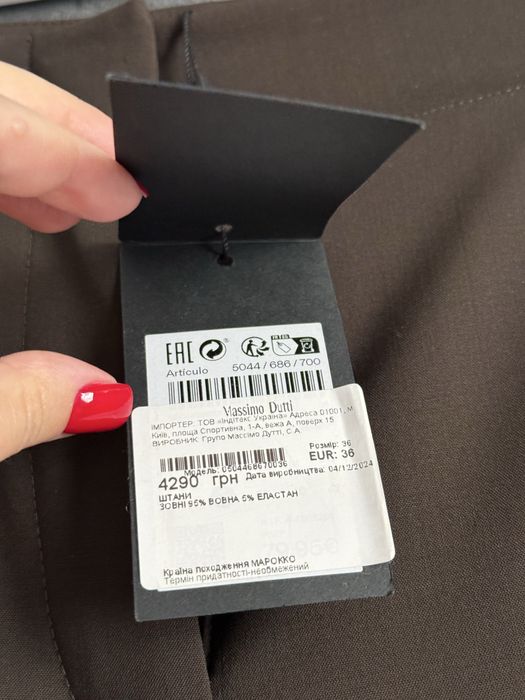 EAC
Artículo 5044/686/700
Massimo Dutti
ІМПОРТЕР: ТОВ «Індітекс Україна» Адреса 01001, М
Київ, площа Спортивна, 1-А, вежа А, поверх 15
ВИРОБНИК: Групо Массімо Дутті, С.А.
Розмір: 36
EUR: 36
Модель: 0504468670036
4290 грн Дата виробництва: 04/12/2024
ШТАНИ
ЗОВНІ 95% ВОВНА 5% ЕЛАСТАН
Країна походження МАРОККО
Термін придатності-необмежений